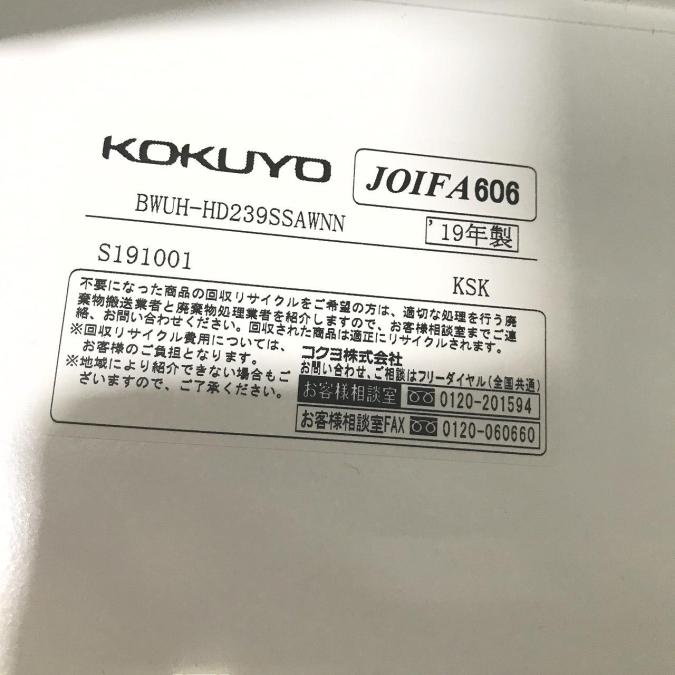 KOKUYO
JOIFA606
BWUH-HD239SSAWNN
'19年製
S191001
KSK
不要になった商品の回収リサイクルをご希望の方は、適切な処理を行う廃
棄物搬送業者と廃棄物処理業者を紹介しますので、お客様相談室までご連
絡、お問い合わせください。回収された商品は適正にリサイクルされます。
※回収リサイクル費用については、
お客様のご負担となります。
※地域により紹介できない場合もご
ざいますので、ご了承ください。
コクヨ株式会社
お問い合わせ、ご相談はフリーダイヤル(全国共通)
お客様相談室 0120-201594
お客様相談室FAX 0120-060660